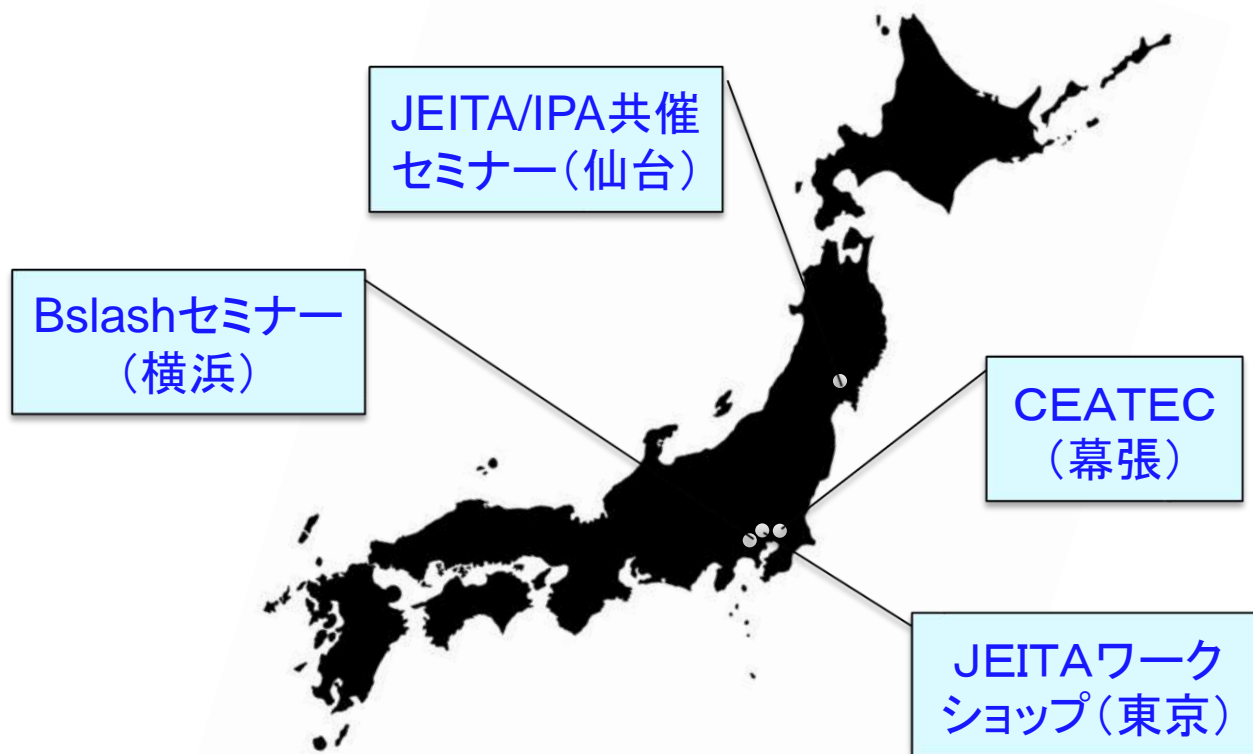 JEITA/IPA共催
セミナー（仙台）
Bslashセミナー
（横浜）
CEATEC
（幕張）
JEITAワーク
ショップ（東京）